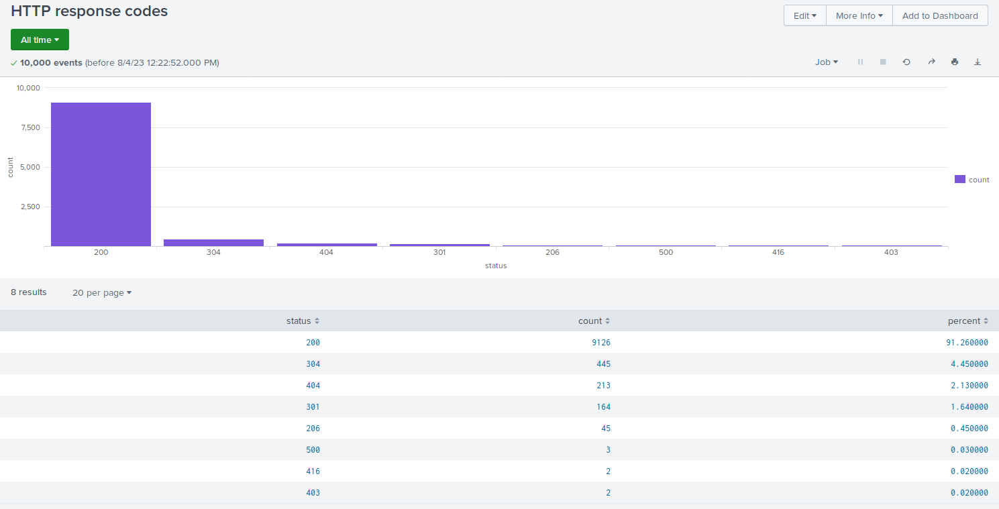 HTTP response codes
Edit
More Info
Add to Dashboard
All time
10,000 events (before 8/4/23 12:22:52.000 PM)
Job
10,000
7,500
5,000
2,500
count
200 304 404 301 206 500 416 403
status
count
8 results 20 per page
status count percent
200 9126 91.260000
304 445 4.450000
404 213 2.130000
301 164 1.640000
206 45 0.450000
500 3 0.030000
416 2 0.020000
403 2 0.020000